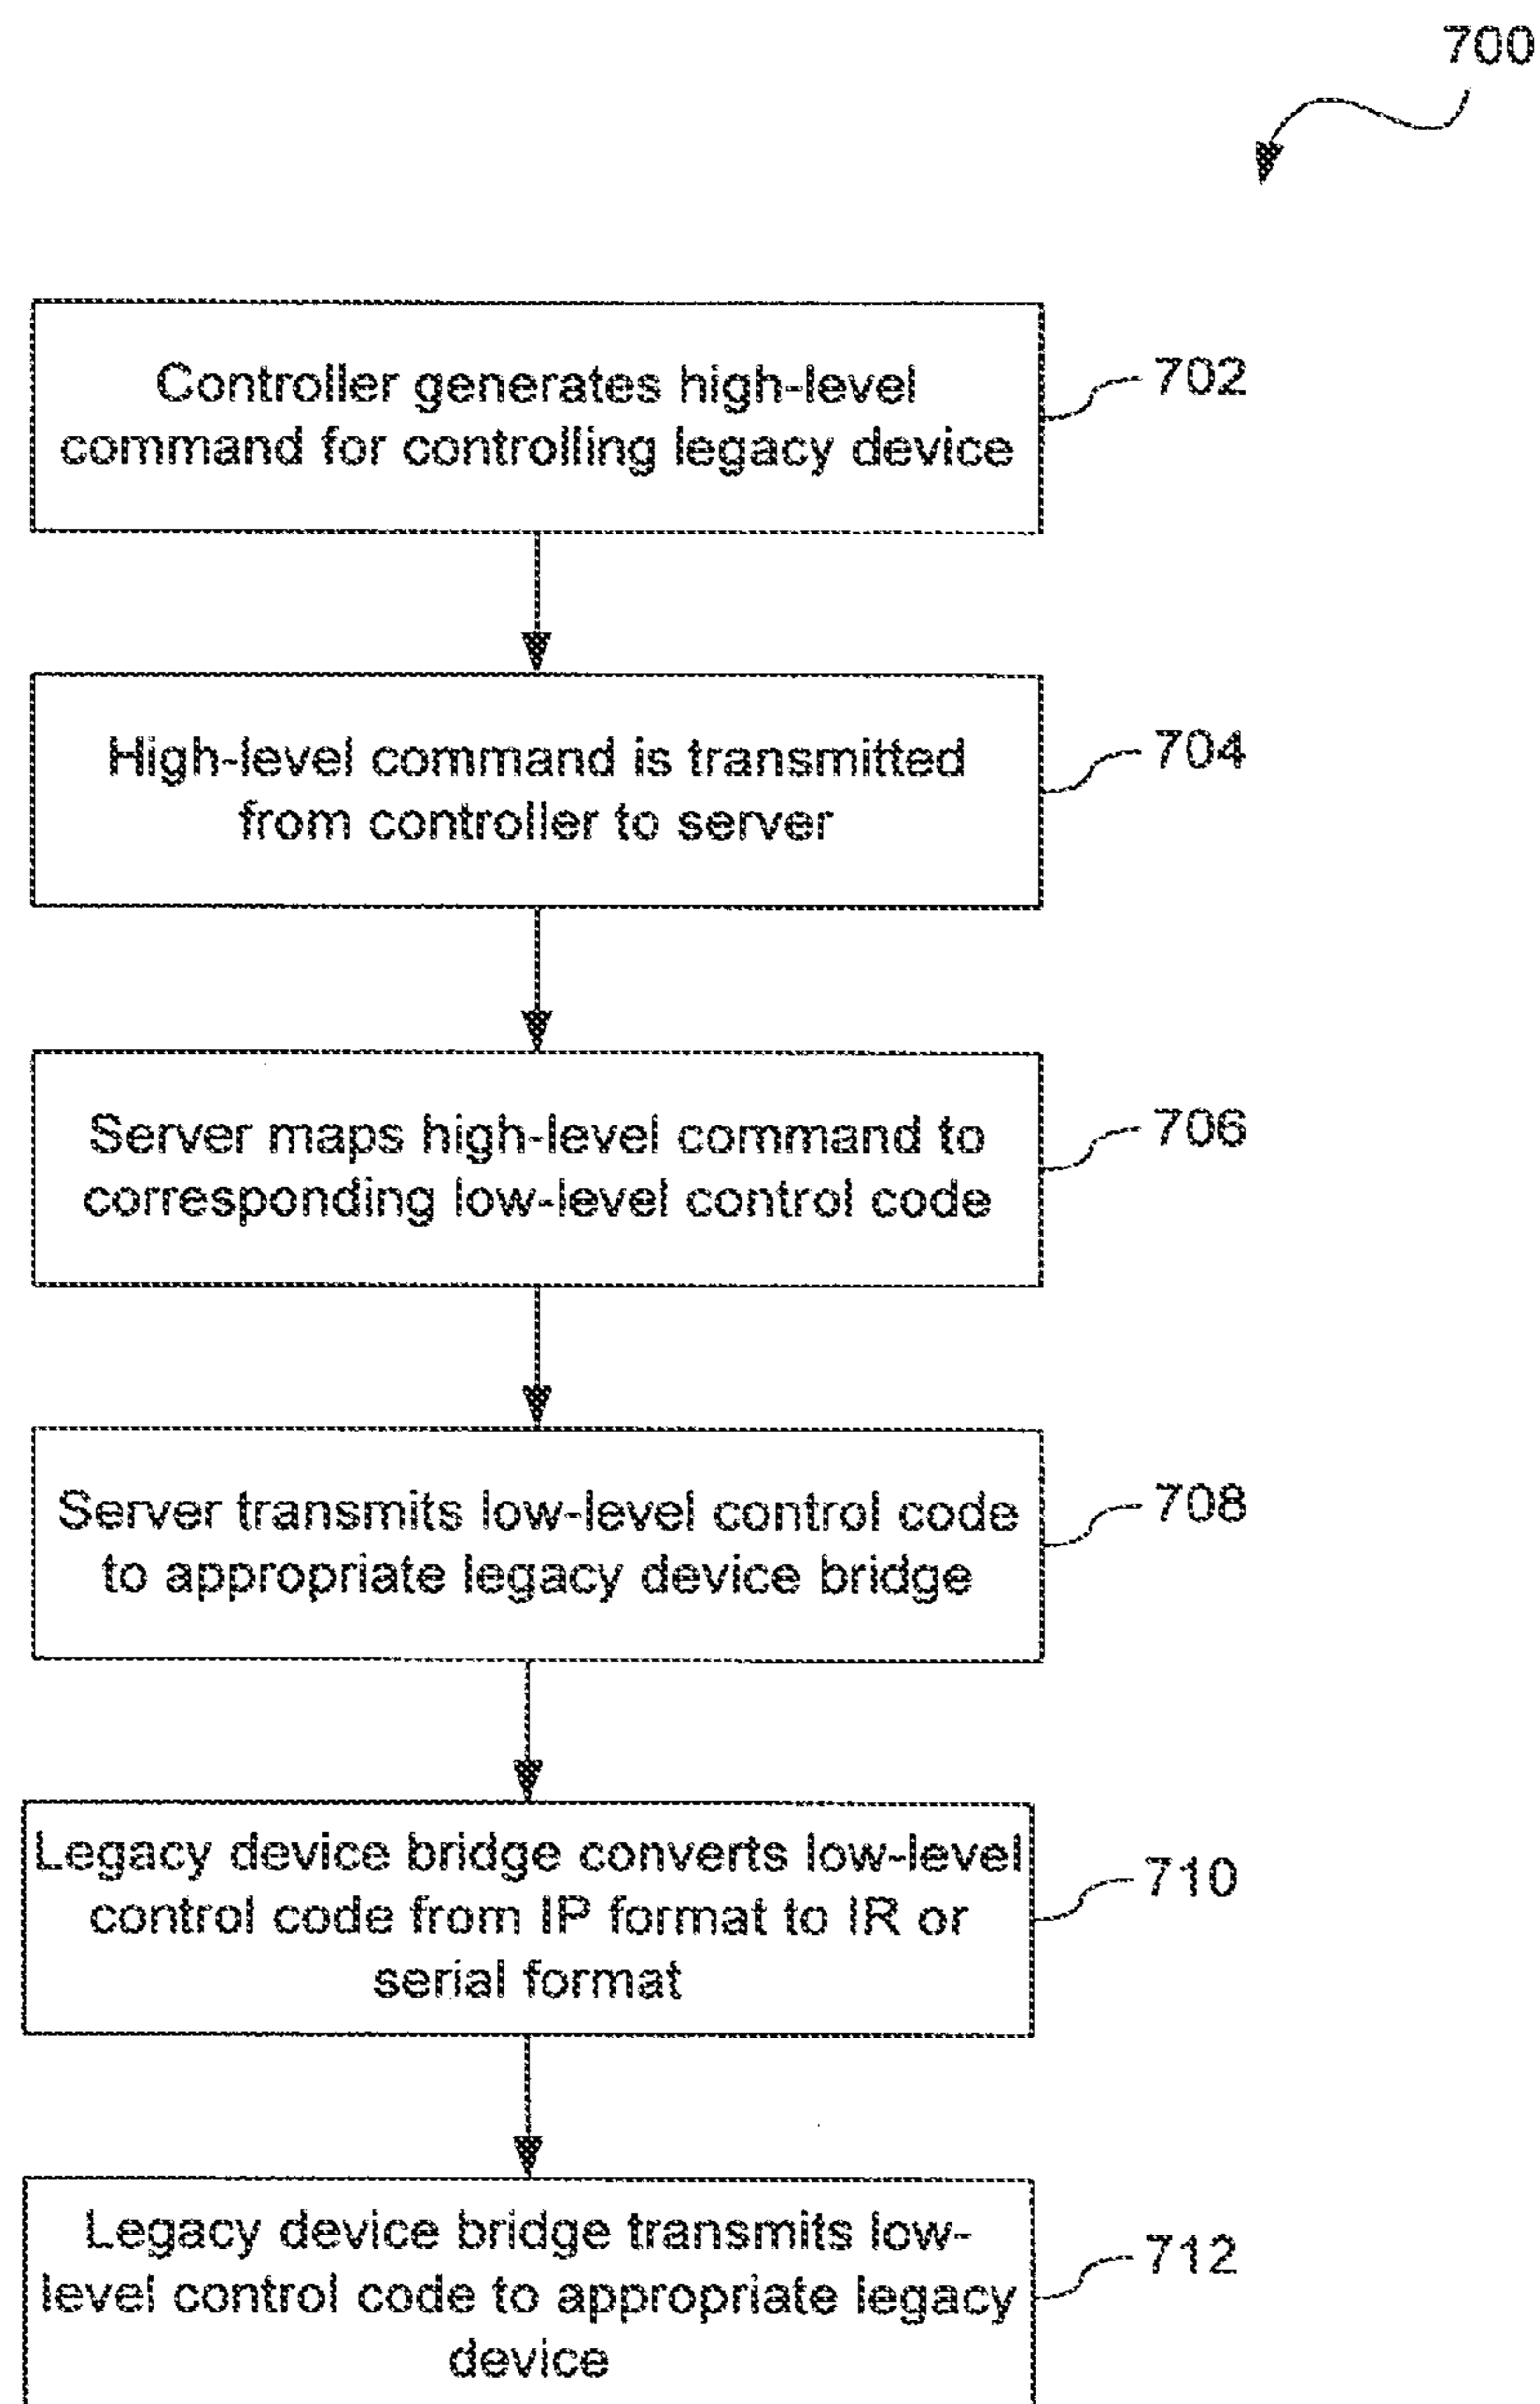 700
Controller generates high-level
command for controlling legacy device
702
High-level command is transmitted
from controller to server
704
Server maps high-level command to
corresponding low-level control code
706
Server transmits low-level control code
to appropriate legacy device bridge
708
Legacy device bridge converts low-level
control code from IP format to IR or
serial format
710
Legacy device bridge transmits low-
level control code to appropriate legacy
device
712